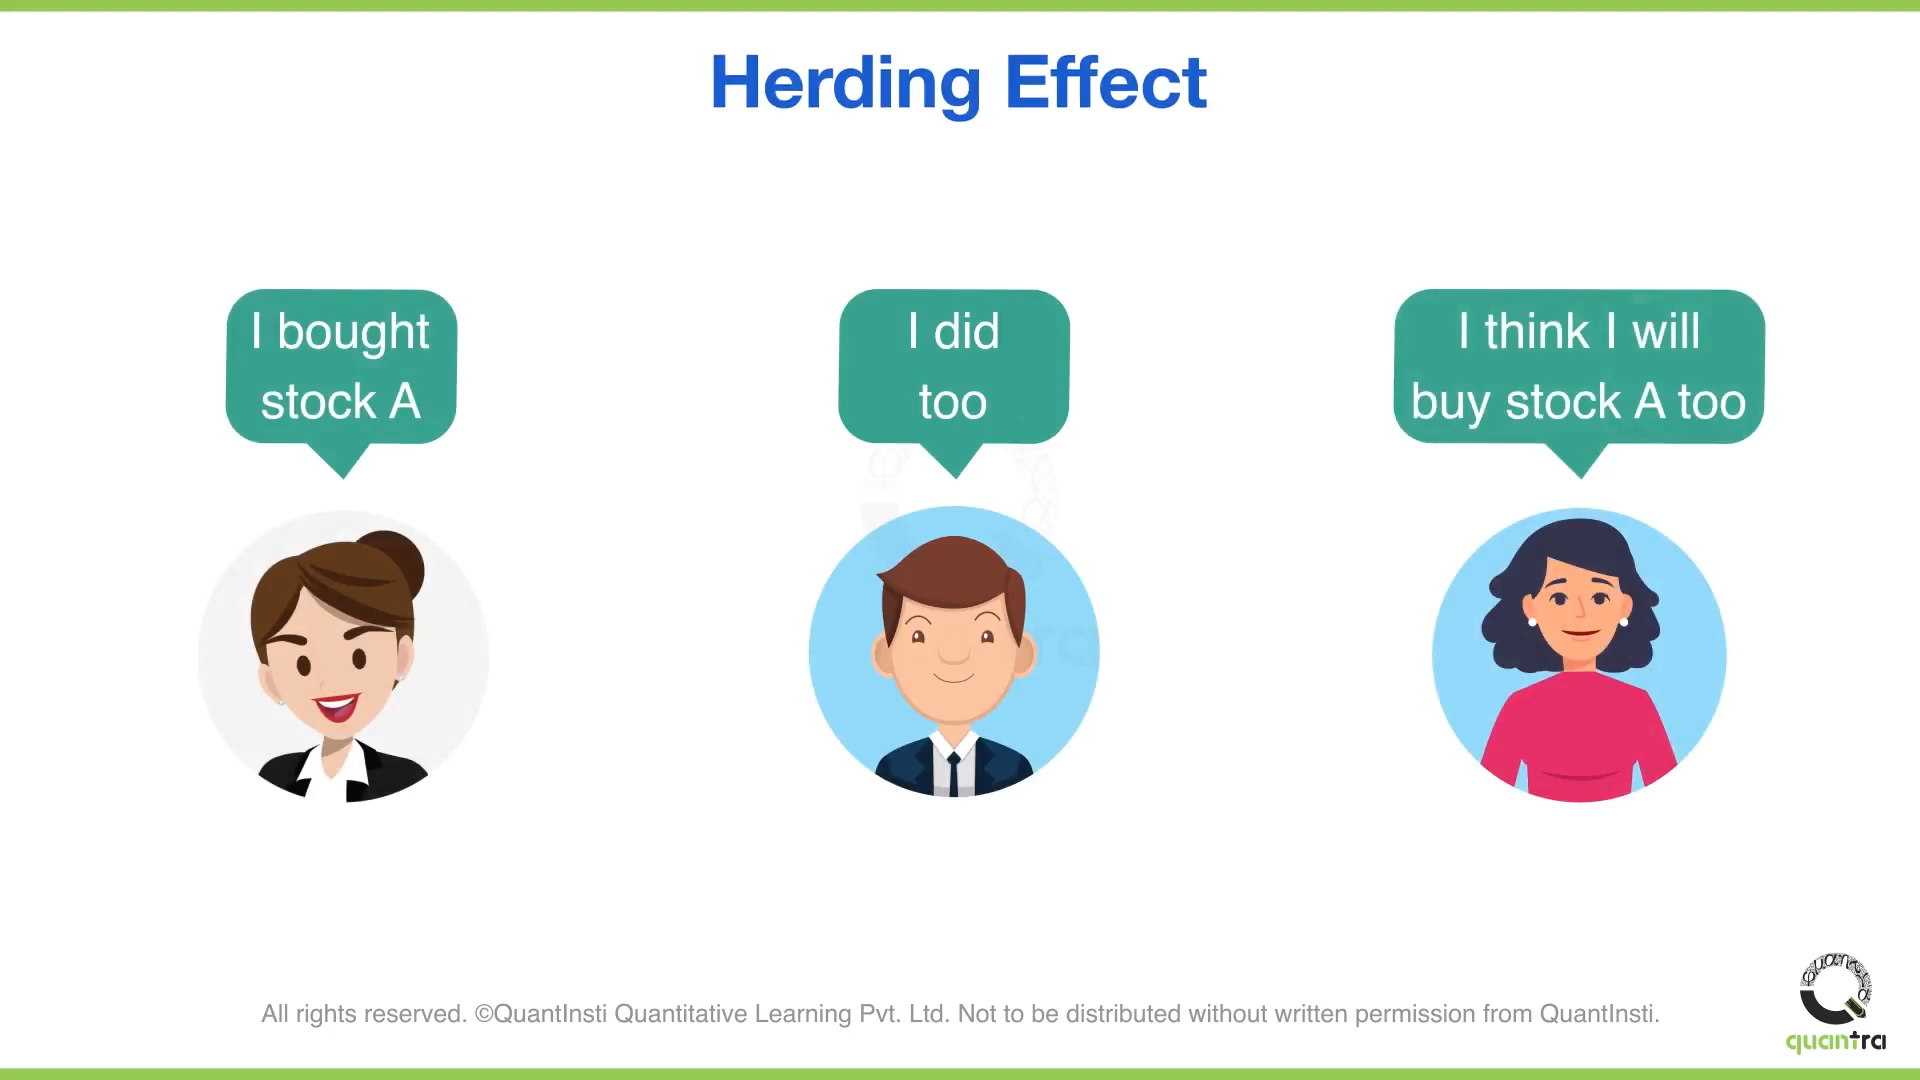 Herding Effect
I bought
stock A
I did
too
I think I will
buy stock A too
All rights reserved. ©QuantInsti Quantitative Learning Pvt. Ltd. Not to be distributed without written permission from QuantInsti.
quantra